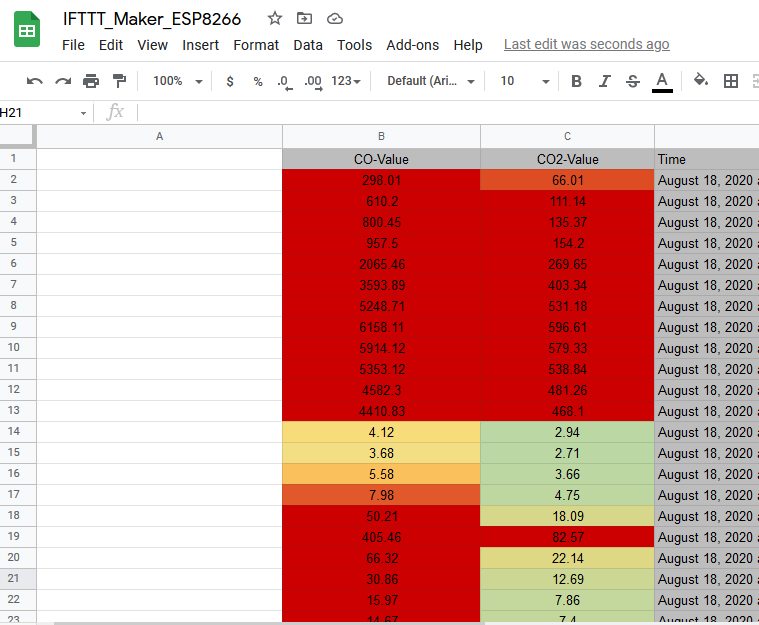 IFTTT_Maker_ESP8266
File Edit View Insert Format Data Tools Add-ons Help Last edit was seconds ago
100% $ % .0 .00 123 Default (Ari... 10 B I S A
H21 fx
A B C
1 CO-Value CO2-Value Time
2 298.01 66.01 August 18, 2020
3 610.2 111.14 August 18, 2020
4 800.45 135.37 August 18, 2020
5 957.5 154.2 August 18, 2020
6 2065.46 269.65 August 18, 2020
7 3593.89 403.34 August 18, 2020
8 5248.71 531.18 August 18, 2020
9 6158.11 596.61 August 18, 2020
10 5914.12 579.33 August 18, 2020
11 5353.12 538.84 August 18, 2020
12 4582.3 481.26 August 18, 2020
13 4410.83 468.1 August 18, 2020
14 4.12 2.94 August 18, 2020
15 3.68 2.71 August 18, 2020
16 5.58 3.66 August 18, 2020
17 7.98 4.75 August 18, 2020
18 50.21 18.09 August 18, 2020
19 405.46 82.57 August 18, 2020
20 66.32 22.14 August 18, 2020
21 30.86 12.69 August 18, 2020
22 15.97 7.86 August 18, 2020
23 14.67 7.4 August 18, 2020